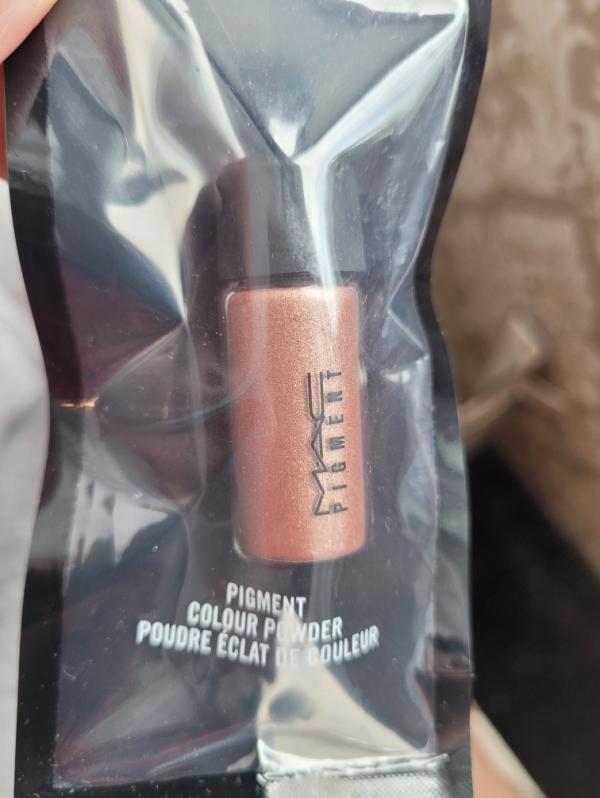 MAC
PIGMENT
PIGMENT
COLOUR POWDER
POUDRE ÉCLAT DE COULEUR